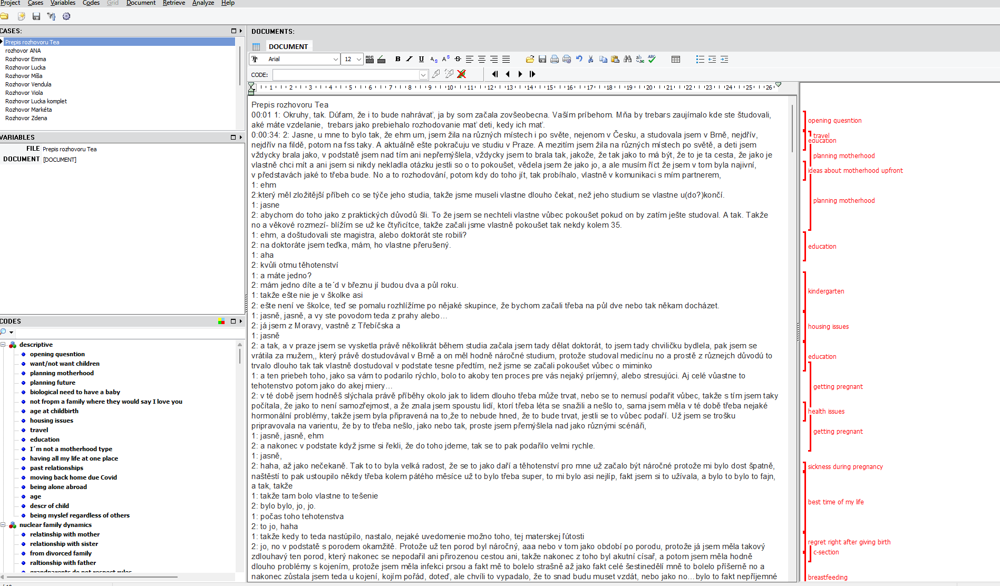 Project Cases Variables Codes Grid Document Retrieve Analyze Help
CASES:
Prepis rozhovoru Tea
rozhovor ANA
Rozhovor Emma
Rozhovor Lucka
Rozhovor Míša
Rozhovor Vendula
Rozhovor Viola
Rozhovor Lucka komplet
Rozhovor Markéta
Rozhovor Zdena
VARIABLES
FILE Prepis rozhovoru Tea
DOCUMENT [DOCUMENT]
CODES
descriptive
opening quesntion
want/not want children
planning motherhood
planning future
biological need to have a baby
not fropm a family where they would say I love you
age at childbirth
housing issues
travel
education
I´m not a motherhood type
having all my life at one place
past relationships
moving back home due Covid
being alone abroad
age
descr of child
being myslef regardless of others
nuclear family dynamics
relatinship with mother
relationship with sister
from divorced family
raltionship with father
grandparents do not respect rules
DOCUMENTS:
DOCUMENT
Arial 12
CODE:
1 2 3 4 5 6 7 8 9 10 11 12 13 14 15 16 17 18 19 20 21 22 23 24 25 26
Prepis rozhovoru Tea
00:01 1: Okruhy, tak. Dúfam, že i to bude nahrávať, ja by som začala zovšeobecna. Vaším príbehom. Mňa by trebars zaujímalo kde ste študovali,
aké máte vzdelanie,  trebars jako prebiehalo rozhodovanie mať deti, kedy ich mať.
0:00:34: 2: Jasne, u mne to bylo tak, že ehm um, jsem žila na různých místech i po světe, nejenom v Česku, a studovala jsem v Brně, nejdřív,
nejdřív na fildě, potom na fss taky. A aktuálně ešte pokračuju ve studiu v Praze. A mezitím jsem žila na různých místech po světě, a deti jsem
vždycky brala jako, v podstatě jsem nad tím ani nepřemýšlela, vždycky jsem to brala tak, jakože, že tak jako to má být, že to je ta cesta, že jako je
vlastně chci mít a ani jsem si nikdy nekladla otázku jestli so o to pokoušet, vědela jsem že jako jo, a ale musím říct že jsem v tom byla najivní,
v představách jaké to třeba bude. No a to rozhodování, potom kdy do toho jít, tak probíhalo, vlastně v komunikaci s mím partnerem,
1: ehm
2:který měl zložitější příbeh co se týče jeho studia, takže jsme museli vlastne dlouho čekat, než jeho studium se vlastne u(do?)končí.
1: jasne
2: abychom do toho jako z praktických důvodů šli. To že jsem se nechteli vlastne vůbec pokoušet pokud on by zatím ješte studoval. A tak. Takže
no a věkové rozmezí- blížím se už ke čtyřicítce, takže začali jsme vlastně pokoušet tak nekdy kolem 35.
1: ehm, a doštudovali ste magistra, alebo doktorát ste robili?
2: na doktoráte jsem teďka, mám, ho vlastne přerušený.
1: aha
2: kvůli otmu těhotenství
1: a máte jedno?
2: mám jedno díte a te´d v březnu jí budou dva a půl roku.
1: takže ešte nie je v školke asi
2: ešte není ve školce, teď se pomalu rozhlížíme po nějaké skupince, že bychom začali třeba na půl dve nebo tak někam docházet.
1: jasně, jasně, a vy ste povodom teda z prahy alebo…
2: já jsem z Moravy, vastně z Třebíčska a
1: jasně
2: a tak, a v praze jsem se vysketla právě několikrát během studia začala jsem tady dělat doktorát, to jsem tady chviličku bydlela, pak jsem se
vrátila za mužem,, který právě dostudovával v Brně a on měl hodně náročné studium, protože studoval medicínu no a prostě z různejch důvodů to
trvalo dlouho tak tak vlastně dostudoval v podstate tesne předtím, než jsme se začali pokoušet vůbec o miminko
1: a ten priebeh toho, jako sa vám to podarilo rýchlo, bolo to akoby ten proces pre vás nejaký príjemný, alebo stresujúci. Aj celé vůastne to
tehotenstvo potom jako do akej miery…
2: v té době jsem hodněš slýchala právě příběhy okolo jak to lidem dlouho třeba může trvat, nebo se to nemusí podařit vůbec, takže s tím jsem taky
počítala, že jako to není samozřejmost, a že znala jsem spoustu lidí, ktorí třeba léta se snažili a nešlo to, sama jsem měla v té době třeba nejaké
hormonální problémy, takže jsem byla připravená na to,že to nebude hned, že to bude trvat, jestli se to vůbec podaří. Už jsem se trošku
pripravovala na varientu, že by to třeba nešlo, jako nebo tak, proste jsem přemýšlela nad jako různými scénáři,
1: jasně, jasně, ehm
2: a nakonec v podstate když jsme si řekli, že do toho jdeme, tak se to pak podařilo velmi rychle.
1: jasně,
2: haha, až jako nečekaně. Tak to to byla velká radost, že se to jako daří a těhotenství pro mne už začalo být náročné protože mi bylo dost špatně,
naštěstí to pak ustoupilo někdy třeba kolem pátého měsíce už to bylo třeba super, to mi bylo asi nejlíp, fakt jsem si to užívala, a bylo to bylo to fajn,
a tak, takže
1: takže tam bolo vlastne to tešenie
2: bylo bylo, jo, jo.
1: počas toho tehotenstva
2: to jo, haha
1: takže kedy to teda nastúpilo, nastalo, nejaké uvedomenie možno toho, tej materskej ľútosti
2: jo, no v podstatě s porodem okamžitě. Protože už ten porod byl náročný, aaa nebo v tom jako období po porodu, protože já jsem měla takový
zdlouhavý ten porod, který nakonec se nepodařil ani přirozenou cestou ani, takže nakonec z toho byl akutní císař, a potom jsem měla hodně
dlouho problémy s kojením, protože jsem měla infekci prsou a fakt mě to bolelo strašně až jako fakt celé šestinedělí mně to bolelo příšerně no a
nakonec zůstala jsem teda u kojení, kojím pořád, doteď, ale chvíli to vypadalo, že to snad budu muset vzdát, nebo jako no…bylo to fakt nepříjemné
opening quesntion
travel
education
planning motherhood
ideas about motherhood upfront
planning motherhood
education
kindergarten
housing issues
education
getting pregnant
health issues
getting pregnant
sickness during pregnancy
best time of my life
regret right after giving birth
c-section
breastfeeding